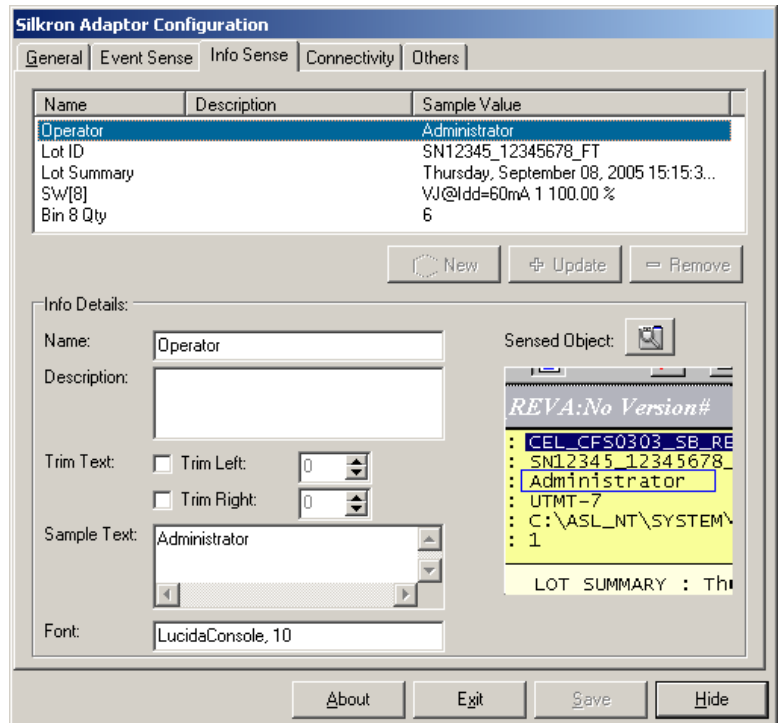 Silkron Adaptor Configuration
General Event Sense Info Sense Connectivity Others
Name Description Sample Value
Operator Administrator
Lot ID SN12345_12345678_FT
Lot Summary Thursday, September 08, 2005 15:15:3...
SW[8] VJ@Idd=60mA 1 100.00 %
Bin 8 Qty 6
New Update Remove
Info Details:
Name: Operator Sensed Object:
Description:
REVA:No Version#
: CEL_CFS0303_SB_RE
Trim Text: Trim Left: 0
: SN12345_12345678_
: Administrator
Trim Right: 0
: UTMT-7
: C:\ASL_NT\SYSTEM\
Sample Text: Administrator
: 1
LOT SUMMARY : Th
Font: LucidaConsole, 10
About Exit Save Hide